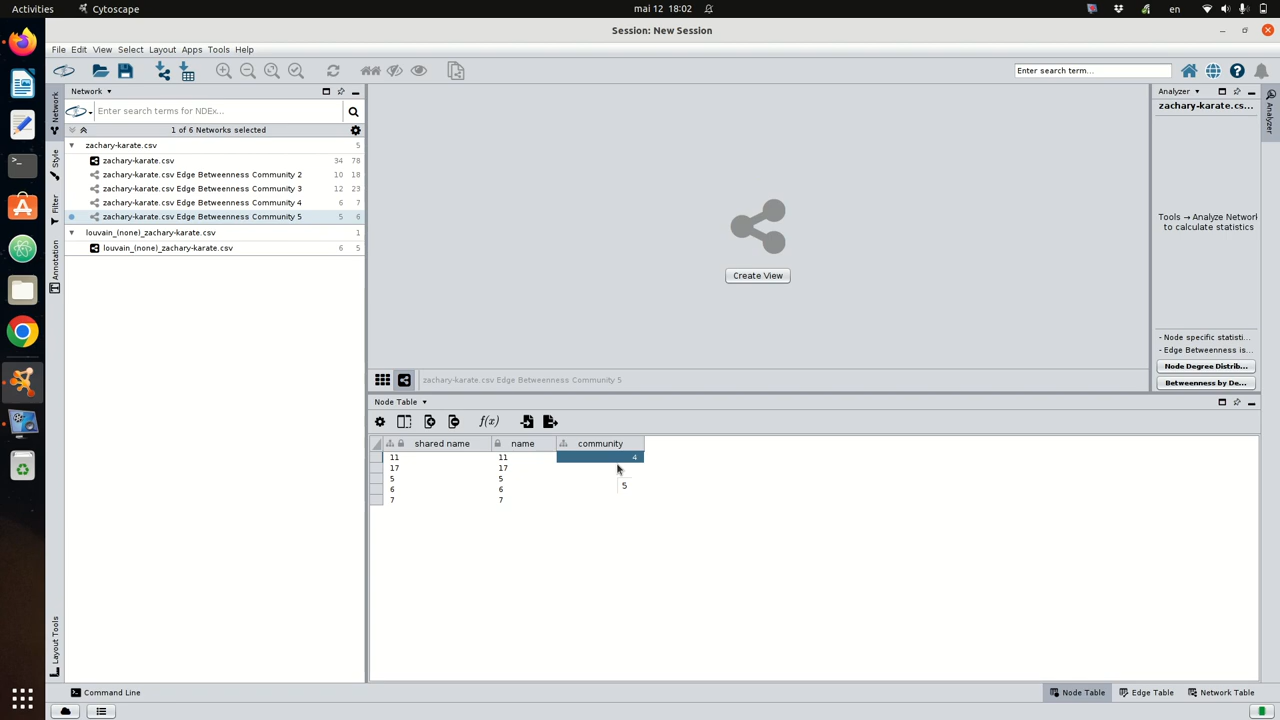 Activities
Cytoscape
mai 12 18:02
en
Session: New Session
File Edit View Select Layout Apps Tools Help
Enter search term...
Network
Enter search terms for NDEx...
1 of 6 Networks selected
zachary-karate.csv 5
zachary-karate.csv 34 78
zachary-karate.csv Edge Betweenness Community 2 10 18
zachary-karate.csv Edge Betweenness Community 3 12 23
zachary-karate.csv Edge Betweenness Community 4 6 7
zachary-karate.csv Edge Betweenness Community 5 5 6
louvain_(none)_zachary-karate.csv 1
louvain_(none)_zachary-karate.csv 6 5
Network
Style
Filter
Annotation
Layout Tools
Create View
zachary-karate.csv Edge Betweenness Community 5
Analyzer
zachary-karate.cs...
Tools → Analyze Network
to calculate statistics
- Node specific statisti...
- Edge Betweenness is...
Node Degree Distrib...
Betweenness by De...
Analyzer
Node Table
f(x)
shared name name community
11 11 4
17 17
5 5 5
6 6
7 7
Command Line
Node Table Edge Table Network Table